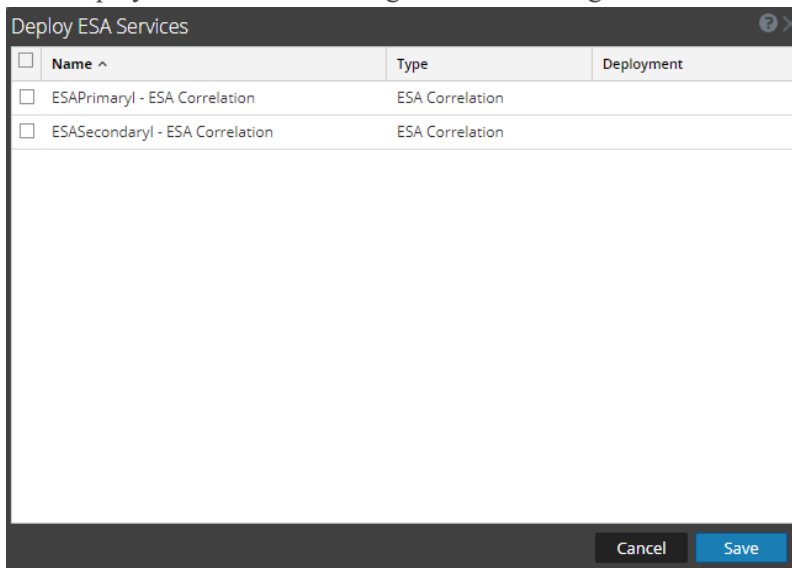 Deploy ESA Services
Name Type Deployment
ESAPrimaryl - ESA Correlation ESA Correlation
ESASecondaryl - ESA Correlation ESA Correlation
Cancel Save